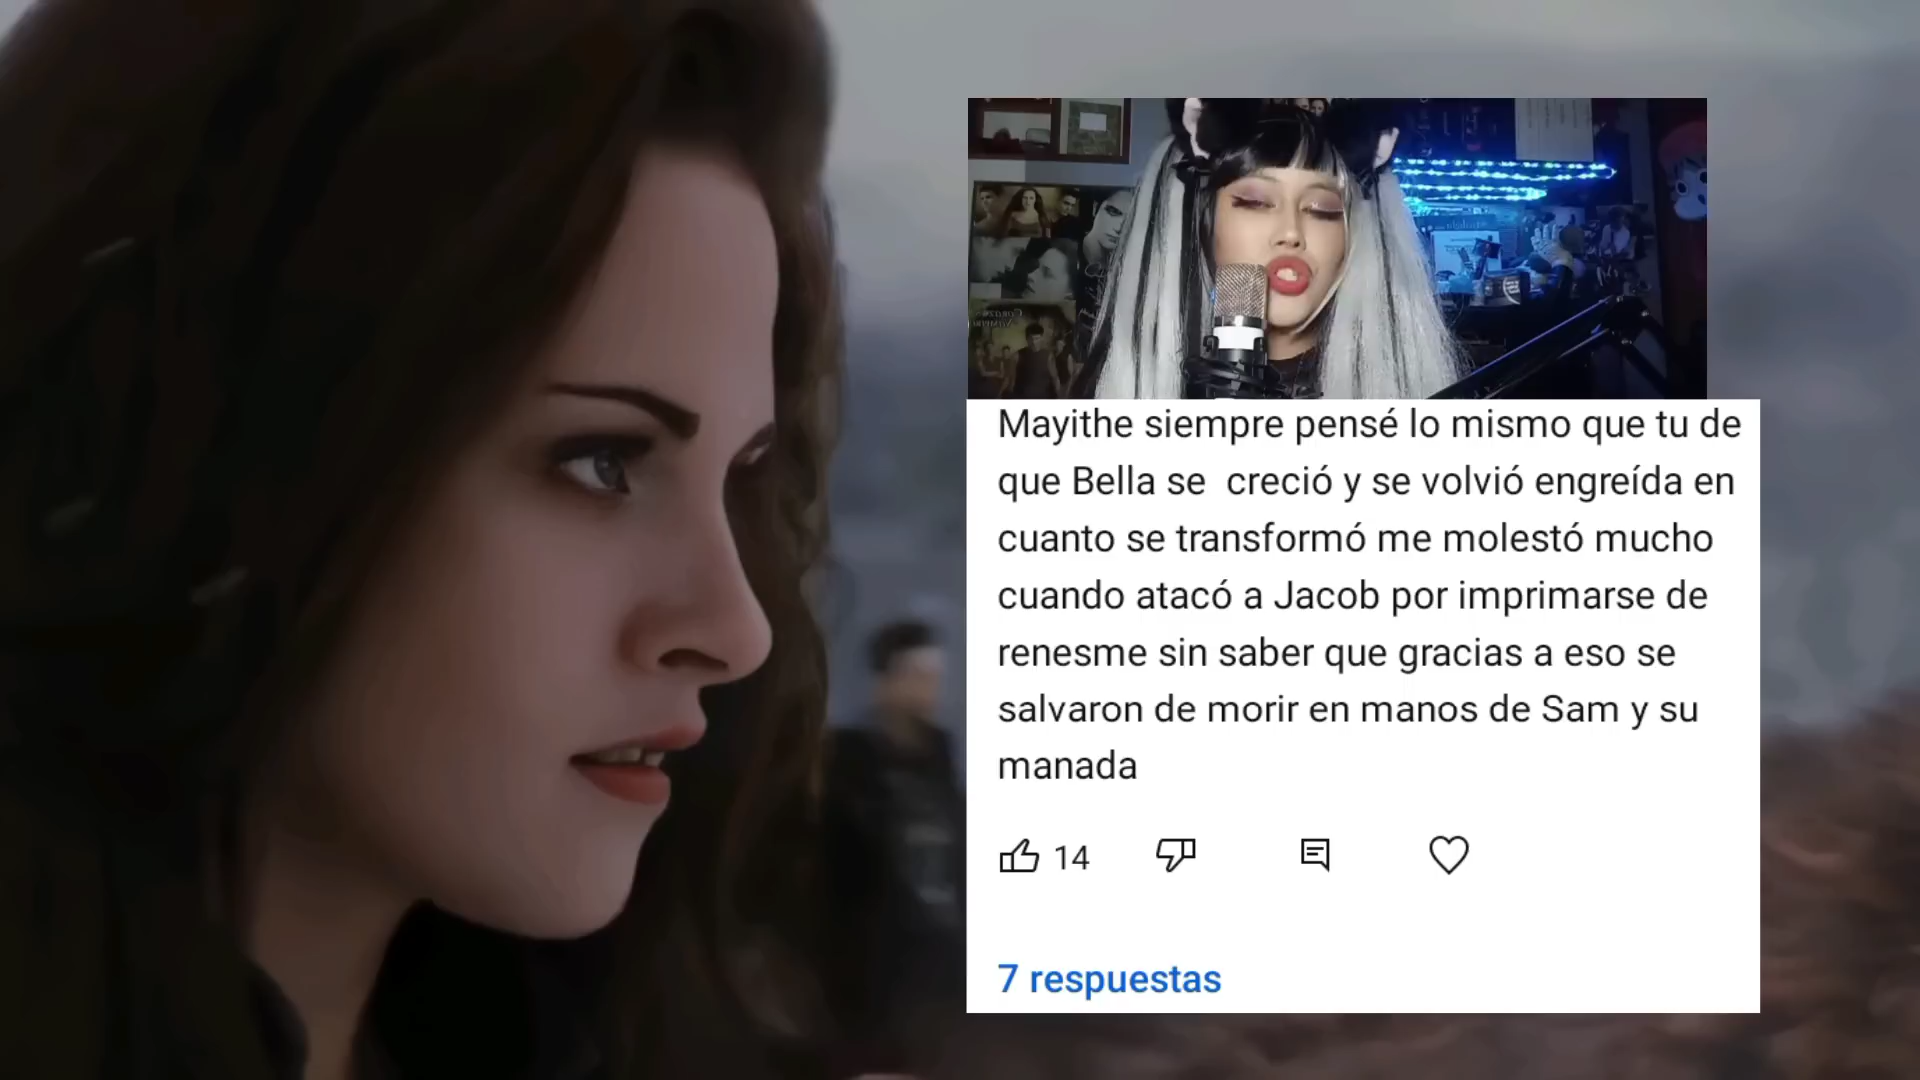 Mayithe siempre pensé lo mismo que tu de
que Bella se  creció y se volvió engreída en
cuanto se transformó me molestó mucho
cuando atacó a Jacob por imprimarse de
renesme sin saber que gracias a eso se
salvaron de morir en manos de Sam y su
manada
14
7 respuestas